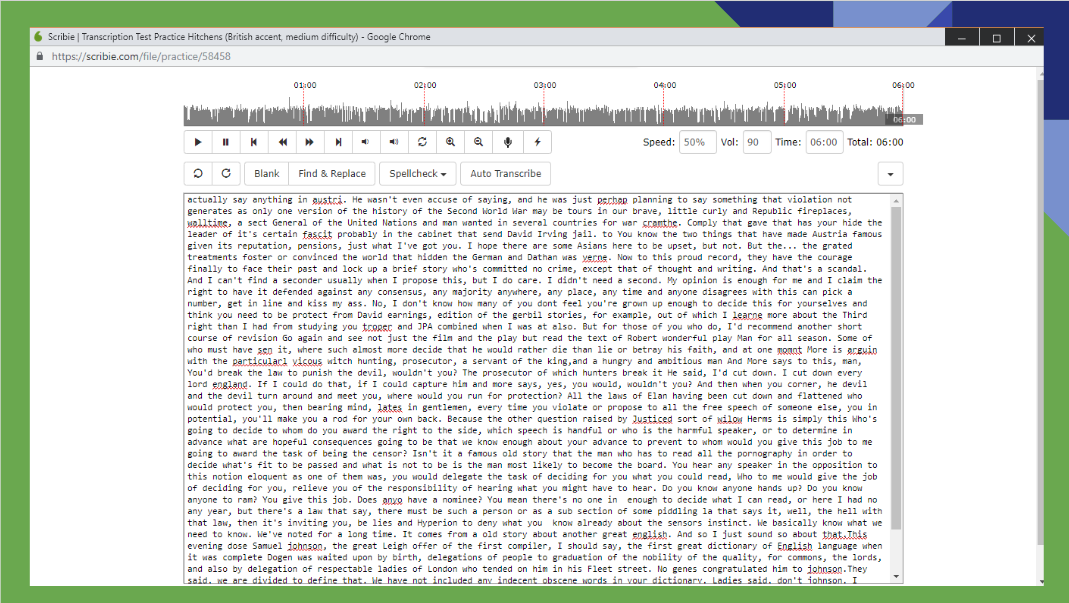 Scribie | Transcription Test Practice Hitchens (British accent, medium difficulty) - Google Chrome
https://scribie.com/file/practice/58458
01:00 02:00 03:00 04:00 05:00 06:00
06:00
Speed: 50% Vol: 90 Time: 06:00 Total: 06:00
Blank Find & Replace Spellcheck Auto Transcribe
actually say anything in austri. He wasn't even accuse of saying, and he was just perhap planning to say something that violation not
generates as only one version of the history of the Second World War may be tours in our brave, little curly and Republic fireplaces,
walltime, a sect General of the United Nations and man wanted in several countries for war cramthe. Comply that gave that has your hide the
leader of it's certain fascit probably in the cabinet that send David Irving jail. to You know the two things that have made Austria famous
given its reputation, pensions, just what I've got you. I hope there are some Asians here to be upset, but not. But the... the grated
treatments foster or convinced the world that hidden the German and Dathan was verne. Now to this proud record, they have the courage
finally to face their past and lock up a brief story who's committed no crime, except that of thought and writing. And that's a scandal.
And I can't find a seconder usually when I propose this, but I do care. I didn't need a second. My opinion is enough for me and I claim the
right to have it defended against any consensus, any majority anywhere, any place, any time and anyone disagrees with this can pick a
number, get in line and kiss my ass. No, I don't know how many of you dont feel you're grown up enough to decide this for yourselves and
think you need to be protect from David earnings, edition of the gerbil stories, for example, out of which I learne more about the Third
right than I had from studying you troper and JPA combined when I was at also. But for those of you who do, I'd recommend another short
course of revision Go again and see not just the film and the play but read the text of Robert wonderful play Man for all season. Some of
who must have sen it, where such almost more decide that he would rather die than lie or betray his faith, and at one momnt More is arguin
with the particularl vicous witch hunting, prosecutor, a servant of the king,and a hungry and ambitious man And More says to this, man,
You'd break the law to punish the devil, wouldn't you? The prosecutor of which hunters break it He said, I'd cut down. I cut down every
lord england. If I could do that, if I could capture him and more says, yes, you would, wouldn't you? And then when you corner, he devil
and the devil turn around and meet you, where would you run for protection? All the laws of Elan having been cut down and flattened who
would protect you, then bearing mind, lates in gentlemen, every time you violate or propose to all the free speech of someone else, you in
potential, you'll make you a rod for your own back. Because the other question raised by Justiced sort of wilow Herms is simply this Who's
going to decide to whom do you award the right to the side, which speech is handful or who is the harmful speaker, or to determine in
advance what are hopeful consequences going to be that we know enough about your advance to prevent to whom would you give this job to me
going to award the task of being the censor? Isn't it a famous old story that the man who has to read all the pornography in order to
decide what's fit to be passed and what is not to be is the man most likely to become the board. You hear any speaker in the opposition to
this notion eloquent as one of them was, you would delegate the task of deciding for you what you could read, Who to me would give the job
of deciding for you, relieve you of the responsibility of hearing what you might have to hear. Do you know anyone hands up? Do you know
anyone to ram? You give this job. Does anyo have a nominee? You mean there's no one in enough to decide what I can read, or here I had no
any year, but there's a law that say, there must be such a person or as a sub section of some piddling la that says it, well, the hell with
that law, then it's inviting you, be lies and Hyperion to deny what you know already about the sensors instinct. We basically know what we
need to know. We've noted for a long time. It comes from a old story about another great english. And so I just sound so about that.This
evening dose Samuel johnson, the great Leigh offer of the first compiler, I should say, the first great dictionary of English language when
it was complete Dogen was waited upon by birth, delegations of people to graduation of the nobility of the quality, for commons, the lords,
and also by delegation of respectable ladies of London who tended on him in his Fleet street. No genes congratulated him to johnson.They
said, we are divided to define that. We have not included any indecent obscene words in your dictionary. Ladies said, don't johnson. I